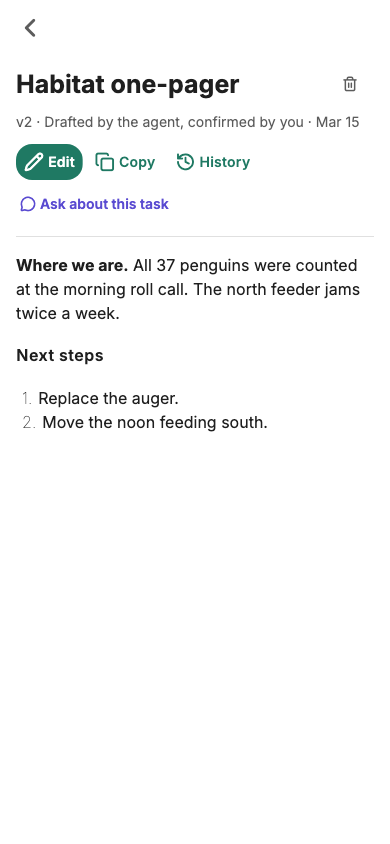 Habitat one-pager
v2 · Drafted by the agent, confirmed by you · Mar 15
Edit Copy History
Ask about this task
Where we are. All 37 penguins were counted
at the morning roll call. The north feeder jams
twice a week.
Next steps
1. Replace the auger.
2. Move the noon feeding south.